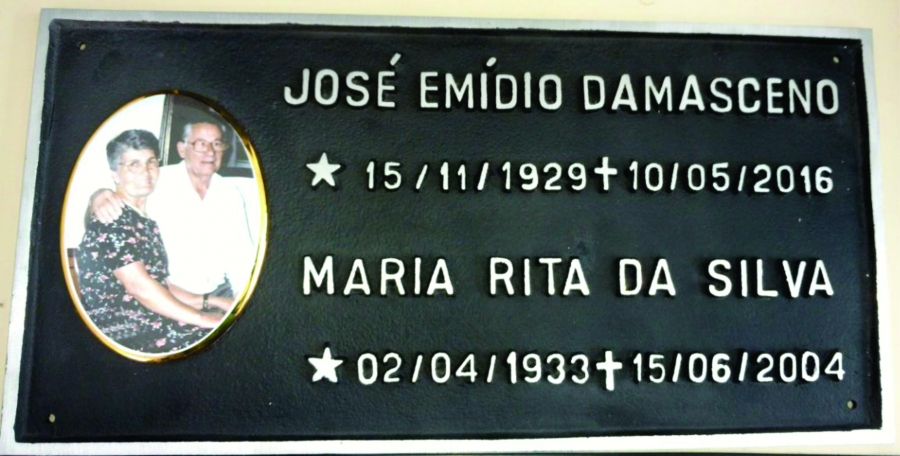 JOSÉ EMÍDIO DAMASCENO
★ 15/11/1929 ✝ 10/05/2016
MARIA RITA DA SILVA
★ 02/04/1933 ✝ 15/06/2004